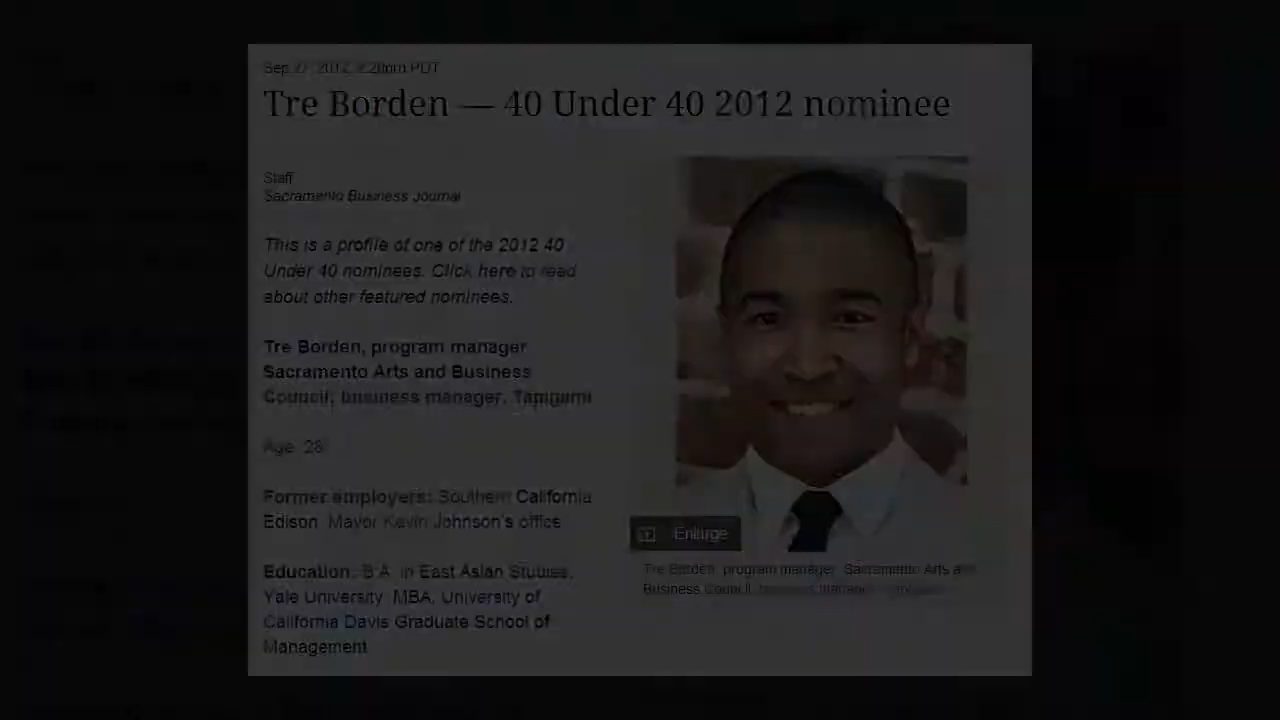 Sep 27, 2012, 2:28pm PDT
Tre Borden — 40 Under 40 2012 nominee
Staff
Sacramento Business Journal
This is a profile of one of the 2012 40
Under 40 nominees. Click here to read
about other featured nominees.
Tre Borden, program manager
Sacramento Arts and Business
Council; business manager, Tapigami
Age: 28
Former employers: Southern California
Edison, Mayor Kevin Johnson's office
Education: B.A. in East Asian Studies,
Yale University; MBA, University of
California Davis Graduate School of
Management
Enlarge
Tre Borden, program manager, Sacramento Arts and
Business Council; business manager,